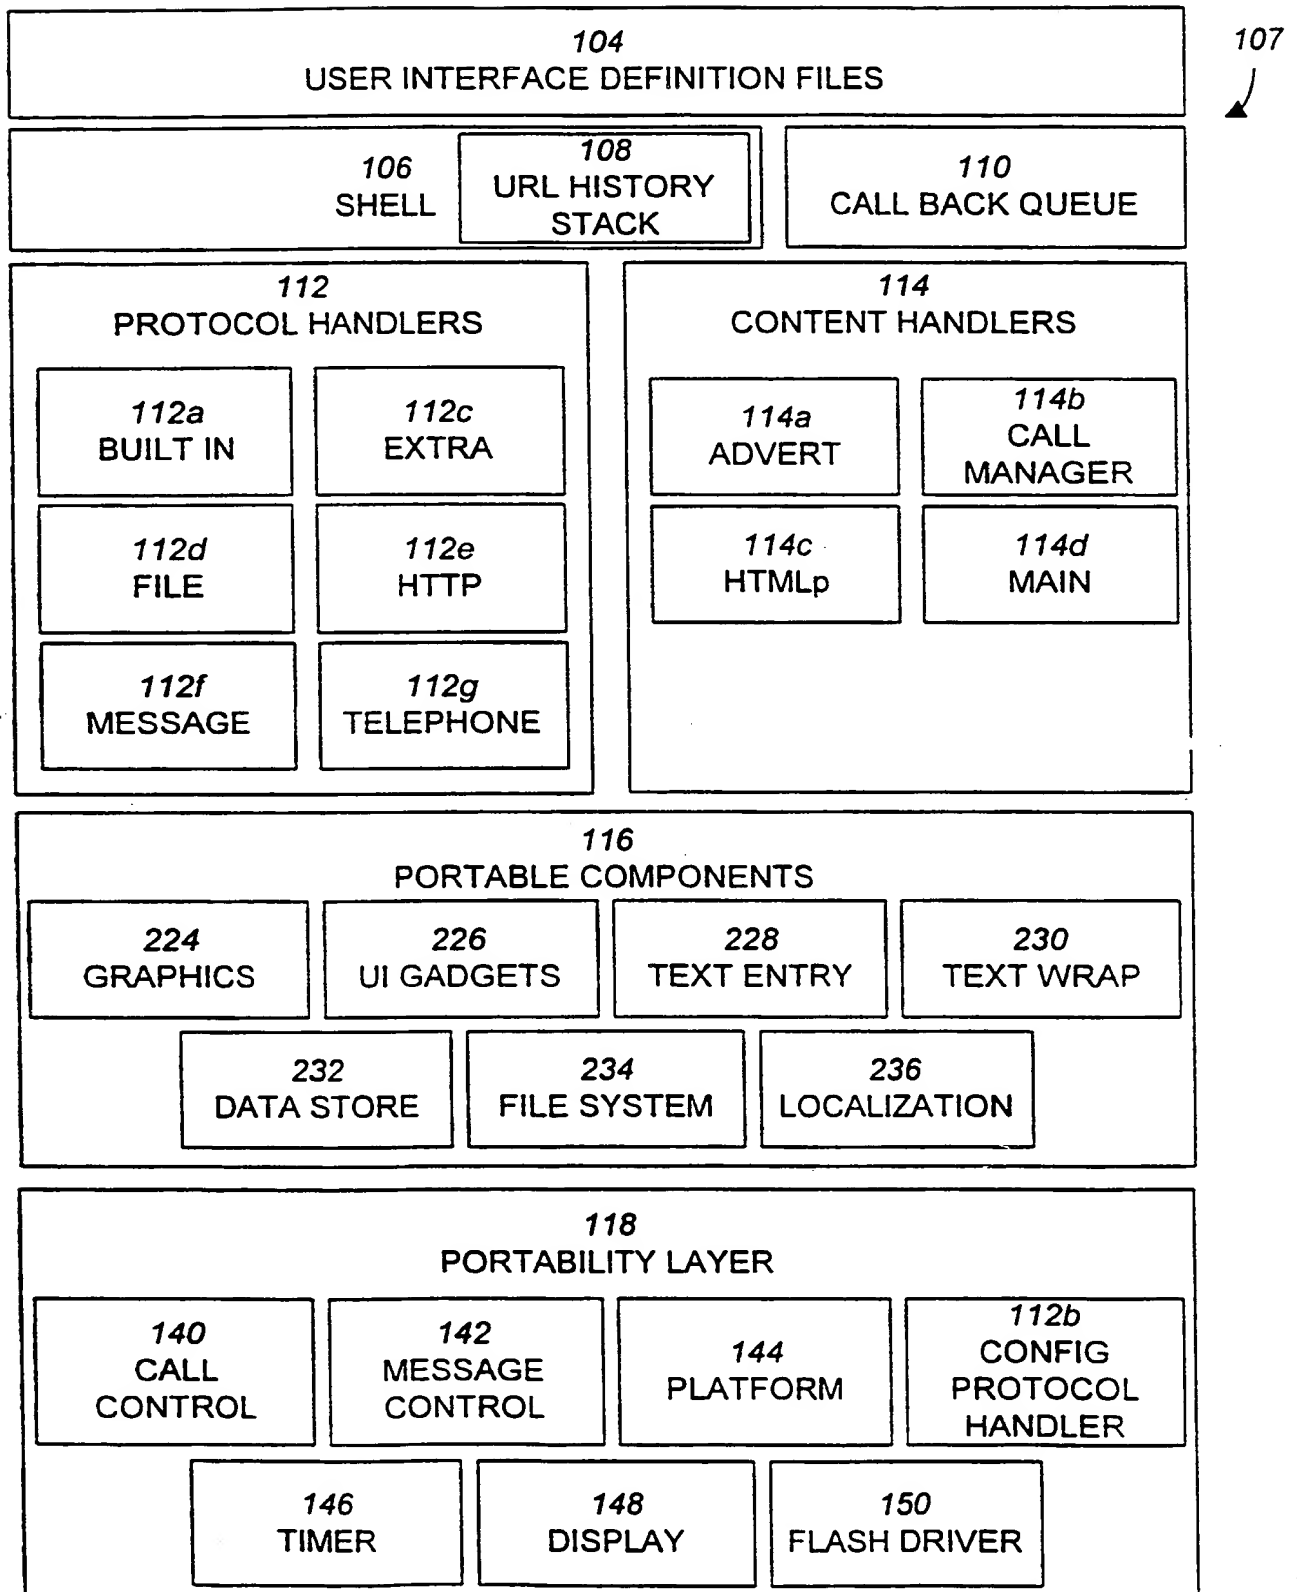 104
USER INTERFACE DEFINITION FILES
107
106
SHELL
108
URL HISTORY
STACK
110
CALL BACK QUEUE
112
PROTOCOL HANDLERS
112a
BUILT IN
112c
EXTRA
112d
FILE
112e
HTTP
112f
MESSAGE
112g
TELEPHONE
114
CONTENT HANDLERS
114a
ADVERT
114b
CALL
MANAGER
114c
HTMLp
114d
MAIN
116
PORTABLE COMPONENTS
224
GRAPHICS
226
UI GADGETS
228
TEXT ENTRY
230
TEXT WRAP
232
DATA STORE
234
FILE SYSTEM
236
LOCALIZATION
118
PORTABILITY LAYER
140
CALL
CONTROL
142
MESSAGE
CONTROL
144
PLATFORM
112b
CONFIG
PROTOCOL
HANDLER
146
TIMER
148
DISPLAY
150
FLASH DRIVER